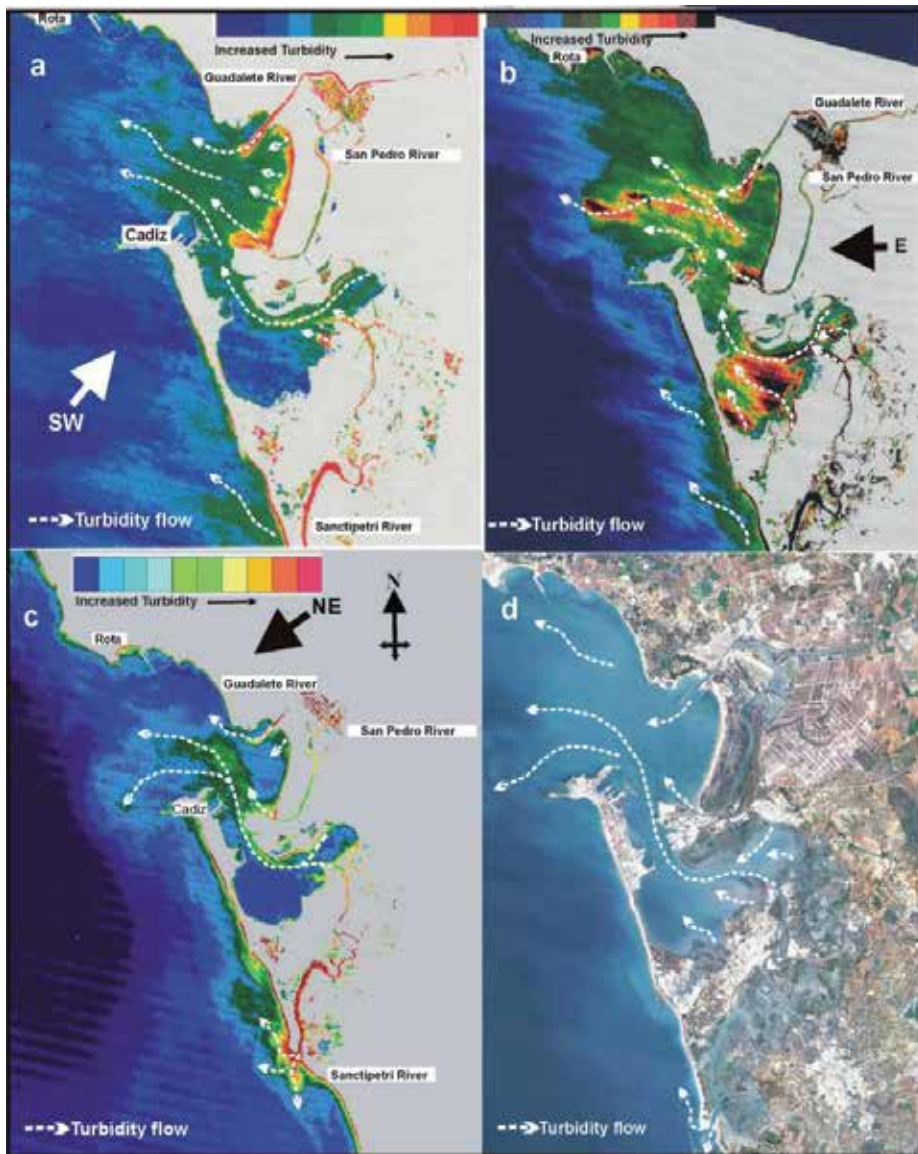 Rota
Increased Turbidity
a
Guadalete River
San Pedro River
Cadiz
SW
Turbidity flow
Sanctipetri River
Increased Turbidity
Rota
b
Guadalete River
San Pedro River
E
Turbidity flow
Increased Turbidity
c
NE
N
Rota
Guadalete River
San Pedro River
Cadiz
Sanctipetri River
Turbidity flow
d
Turbidity flow